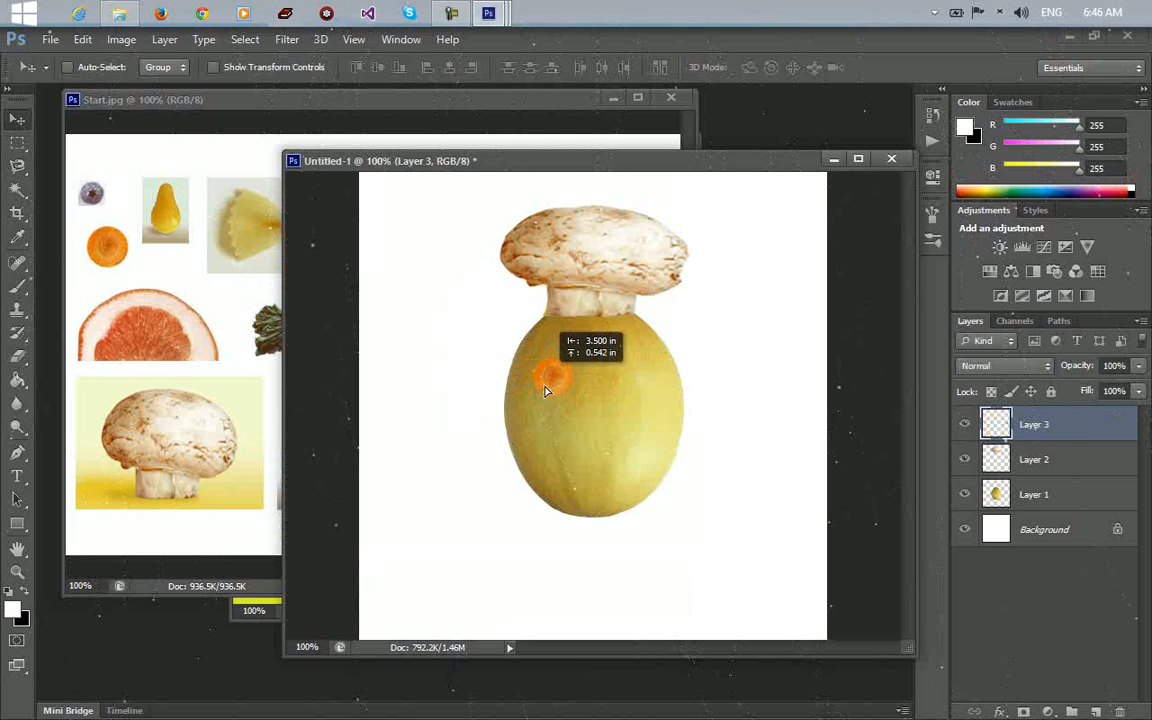 ENG 6:46 AM
Ps File Edit Image Layer Type Select Filter 3D View Window Help
Auto-Select: Group Show Transform Controls 3D Mode: Essentials
Ps Start.jpg @ 100% (RGB/8)
Color Swatches
R 255
G 255
B 255
Ps Untitled-1 @ 100% (Layer 3, RGB/8) *
Adjustments Styles
Add an adjustment
Layers Channels Paths
Kind
Normal Opacity: 100%
Lock: Fill: 100%
3.500 in
0.542 in
Layer 3
Layer 2
Layer 1
Background
100% Doc: 936.5K/936.5K
100%
100% Doc: 792.2K/1.46M
Mini Bridge Timeline